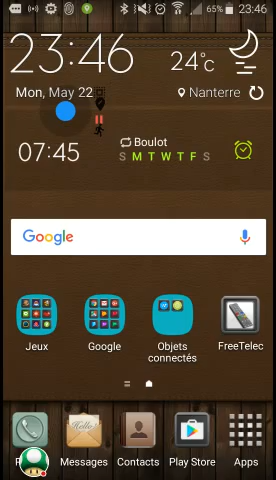 65% 23:46
23:46
24°C
Mon, May 22
Nanterre
07:45
Boulot
S M T W T F S
Google
Jeux
Google
Objets
connectés
FreeTelec
Hello!
Messages
Contacts
Play Store
Apps